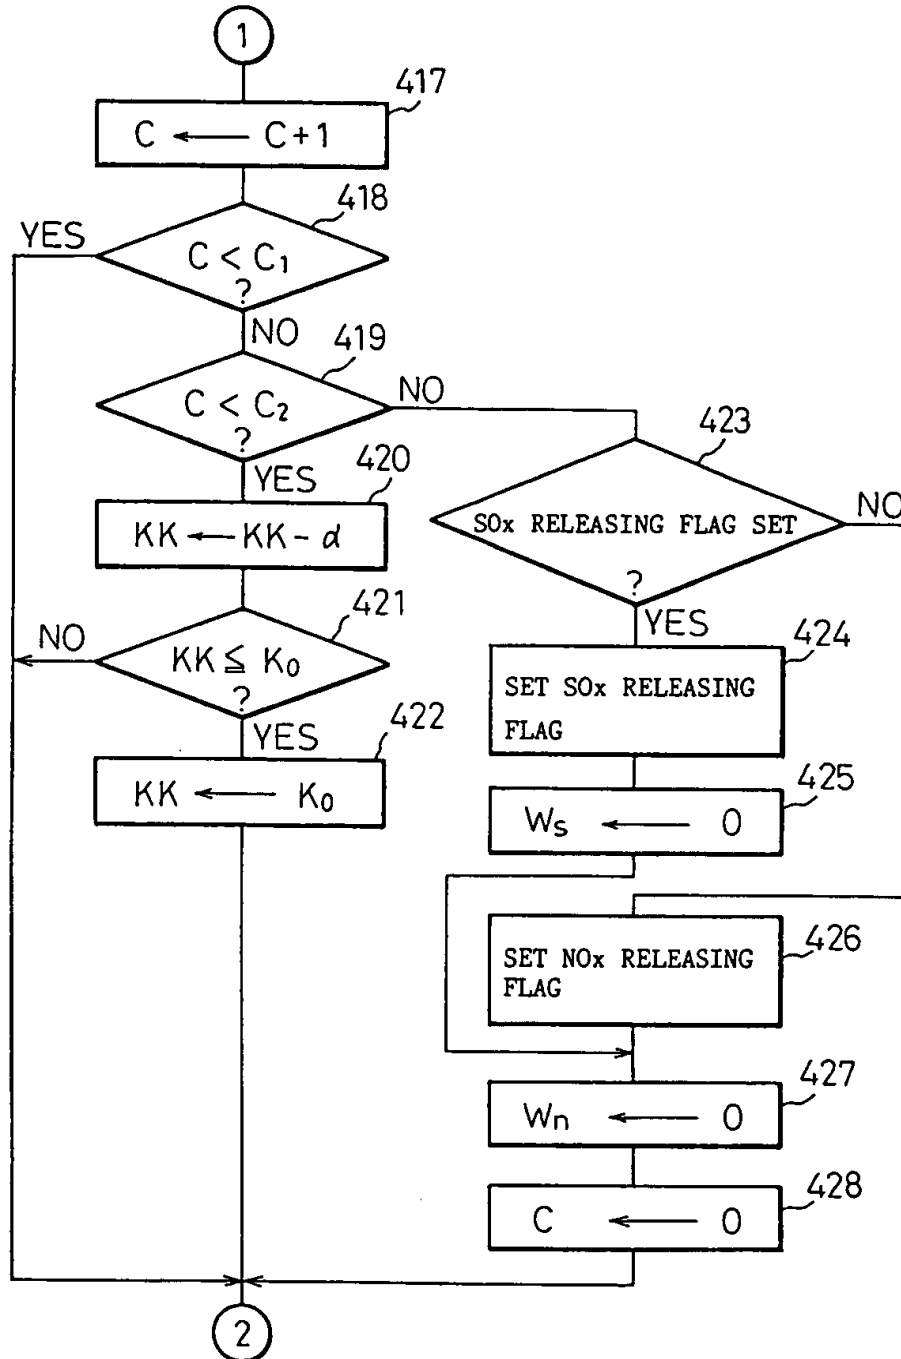 1
417
C ← C+1
418
YES
C < C₁
?
NO
419
C < C₂
?
NO
YES
420
KK ← KK - α
421
NO
KK ≦ K₀
?
YES
422
KK ← K₀
423
SOx RELEASING FLAG SET
?
NO
YES
424
SET SOx RELEASING
FLAG
425
Wₛ ← 0
426
SET NOx RELEASING
FLAG
427
Wₙ ← 0
428
C ← 0
2